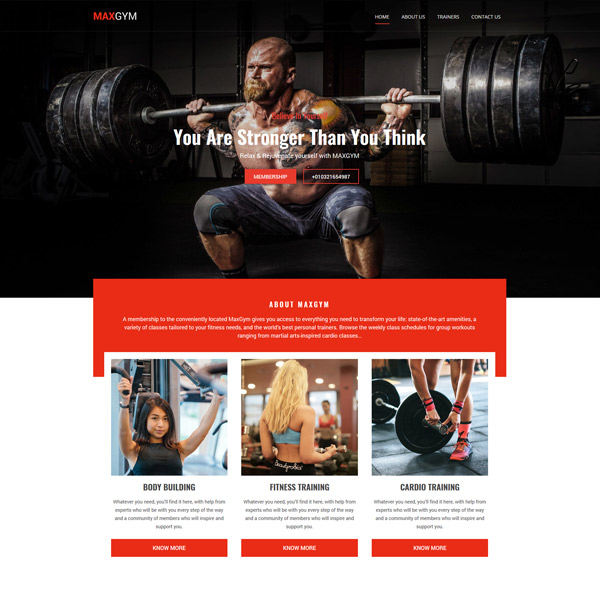 MAXGYM
HOME ABOUT US TRAINERS CONTACT US
Believe In Yourself
You Are Stronger Than You Think
Relax & Rejuvenate yourself with MAXGYM
MEMBERSHIP +010321654987
ABOUT MAXGYM
A membership to the conveniently located MaxGym gives you access to everything you need to transform your life: state-of-the-art amenities, a
variety of classes tailored to your fitness needs, and the world's best personal trainers. Browse the weekly class schedules for group workouts
ranging from martial arts-inspired cardio classes...
BODY BUILDING
Whatever you need, you'll find it here, with help from
experts who will be with you every step of the way
and a community of members who will inspire and
support you.
KNOW MORE
FITNESS TRAINING
Whatever you need, you'll find it here, with help from
experts who will be with you every step of the way
and a community of members who will inspire and
support you.
KNOW MORE
CARDIO TRAINING
Whatever you need, you'll find it here, with help from
experts who will be with you every step of the way
and a community of members who will inspire and
support you.
KNOW MORE